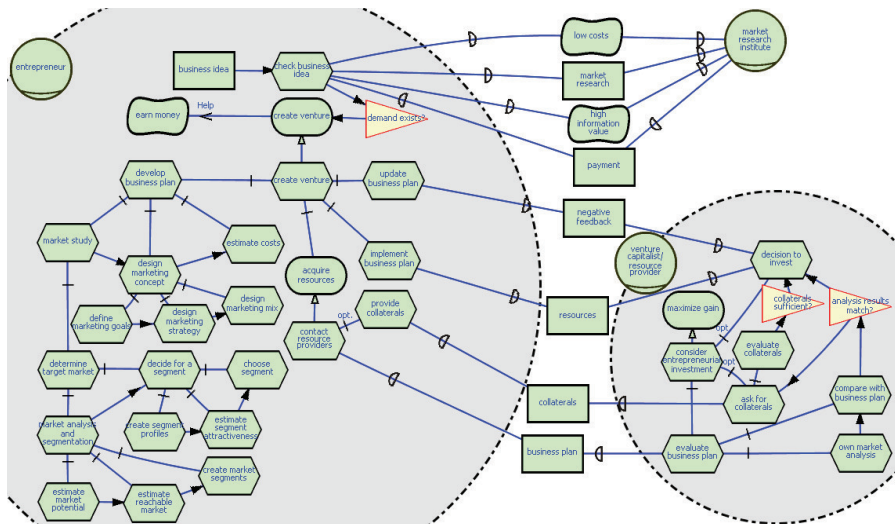 entrepreneur
business idea
check business
idea
low costs
market
research
institute
market
research
high
information
value
payment
earn money
Help
create venture
demand exists?
develop
business plan
create venture
update
business plan
negative
feedback
market study
estimate costs
design
marketing
concept
acquire
resources
implement
business plan
venture
capitalist/
resource
provider
decision to
invest
define
marketing goals
design
marketing
strategy
design
marketing mix
contact
resource
providers
opt.
provide
collaterals
resources
maximize gain
collaterals
sufficient?
analysis results
match?
opt
determine
target market
decide for a
segment
choose
segment
consider
entrepreneurial
investment
opt
evaluate
collaterals
create segment
profiles
estimate
segment
attractiveness
collaterals
ask for
collaterals
compare with
business plan
market analysis
and
segmentation
business plan
evaluate
business plan
own market
analysis
create market
segments
estimate
market
potential
estimate
reachable
market